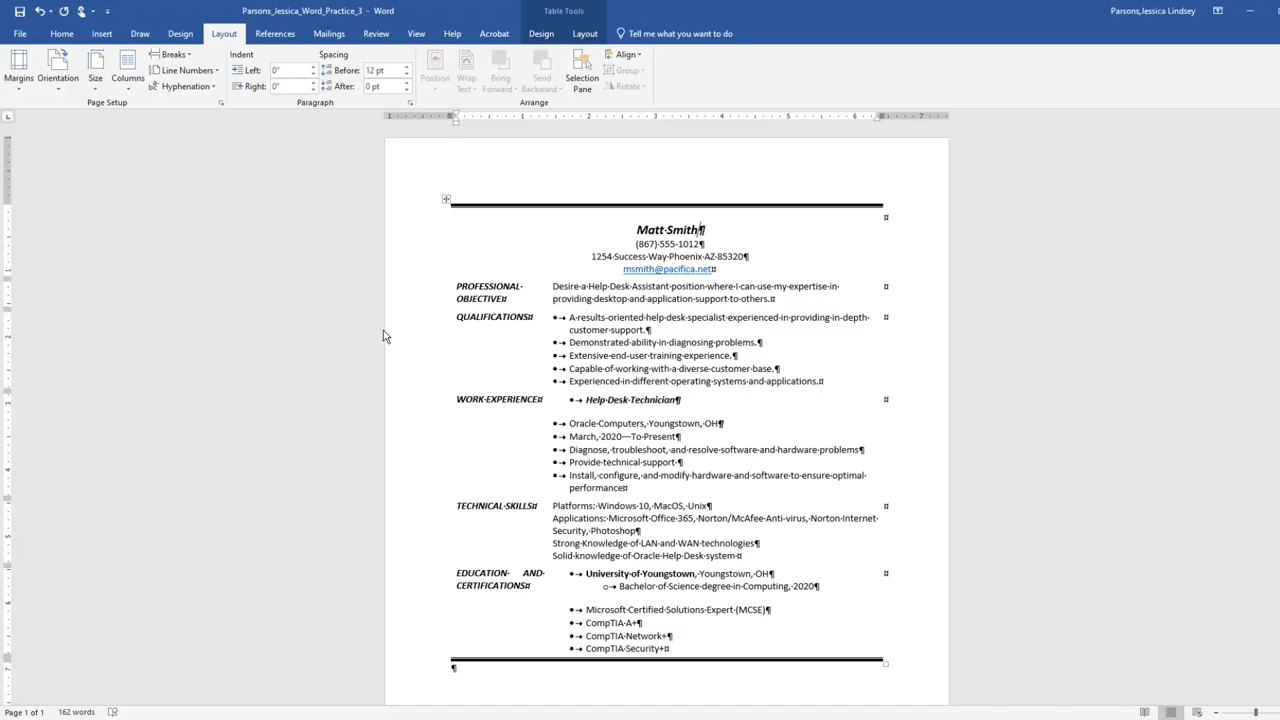 Parsons_Jessica_Word_Practice_3 - Word
Table Tools
Parsons,Jessica Lindsey
File Home Insert Draw Design Layout References Mailings Review View Help Acrobat Design Layout Tell me what you want to do
Margins Orientation Size Columns
Breaks
Line Numbers
Hyphenation
Page Setup
Indent
Left: 0"
Right: 0"
Spacing
Before: 12 pt
After: 0 pt
Paragraph
Position
Wrap Text
Bring Forward
Send Backward
Selection Pane
Align
Group
Rotate
Arrange
1 1 2 3 4 5 6 7
Matt·Smith¶
(867)·555-1012¶
1254·Success·Way·Phoenix·AZ·85320¶
msmith@pacifica.net¤
PROFESSIONAL·
OBJECTIVE¤
Desire·a·Help·Desk·Assistant·position·where·I·can·use·my·expertise·in·
providing·desktop·and·application·support·to·others.¤
QUALIFICATIONS¤
•→A·results-oriented·help·desk·specialist·experienced·in·providing·in-depth·
customer·support.¶
•→Demonstrated·ability·in·diagnosing·problems.¶
•→Extensive·end-user·training·experience.¶
•→Capable·of·working·with·a·diverse·customer·base.¶
•→Experienced·in·different·operating·systems·and·applications.¤
WORK·EXPERIENCE¤
•→Help·Desk·Technician¶
•→Oracle·Computers,·Youngstown,·OH¶
•→March,·2020·–·To·Present¶
•→Diagnose,·troubleshoot,·and·resolve·software·and·hardware·problems¶
•→Provide·technical·support·¶
•→Install,·configure,·and·modify·hardware·and·software·to·ensure·optimal·
performance¤
TECHNICAL·SKILLS¤
Platforms:·Windows·10,·MacOS,·Unix¶
Applications:·Microsoft·Office·365,·Norton/McAfee·Anti-virus,·Norton·Internet·
Security,·Photoshop¶
Strong·Knowledge·of·LAN·and·WAN·technologies¶
Solid·knowledge·of·Oracle·Help·Desk·system·¤
EDUCATION· AND·
CERTIFICATIONS¤
•→University·of·Youngstown,·Youngstown,·OH¶
o→Bachelor·of·Science·degree·in·Computing,·2020¶
•→Microsoft·Certified·Solutions·Expert·(MCSE)¶
•→CompTIA·A+¶
•→CompTIA·Network+¶
•→CompTIA·Security+¤
¶
Page 1 of 1 162 words